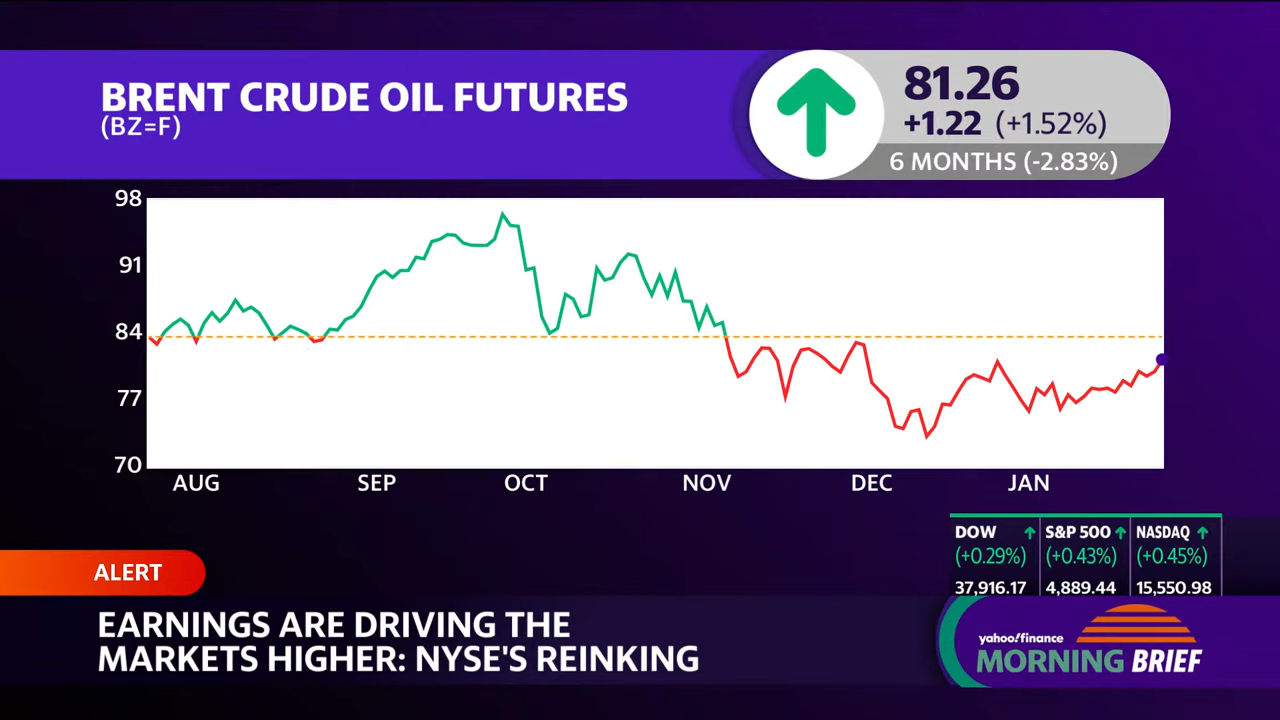 BRENT CRUDE OIL FUTURES
(BZ=F)
81.26
+1.22 (+1.52%)
6 MONTHS (-2.83%)
98
91
84
77
70
AUG SEP OCT NOV DEC JAN
DOW S&P 500 NASDAQ
(+0.29%) (+0.43%) (+0.45%)
37,916.17 4,889.44 15,550.98
ALERT
EARNINGS ARE DRIVING THE
MARKETS HIGHER: NYSE'S REINKING
yahoo!finance
MORNING BRIEF